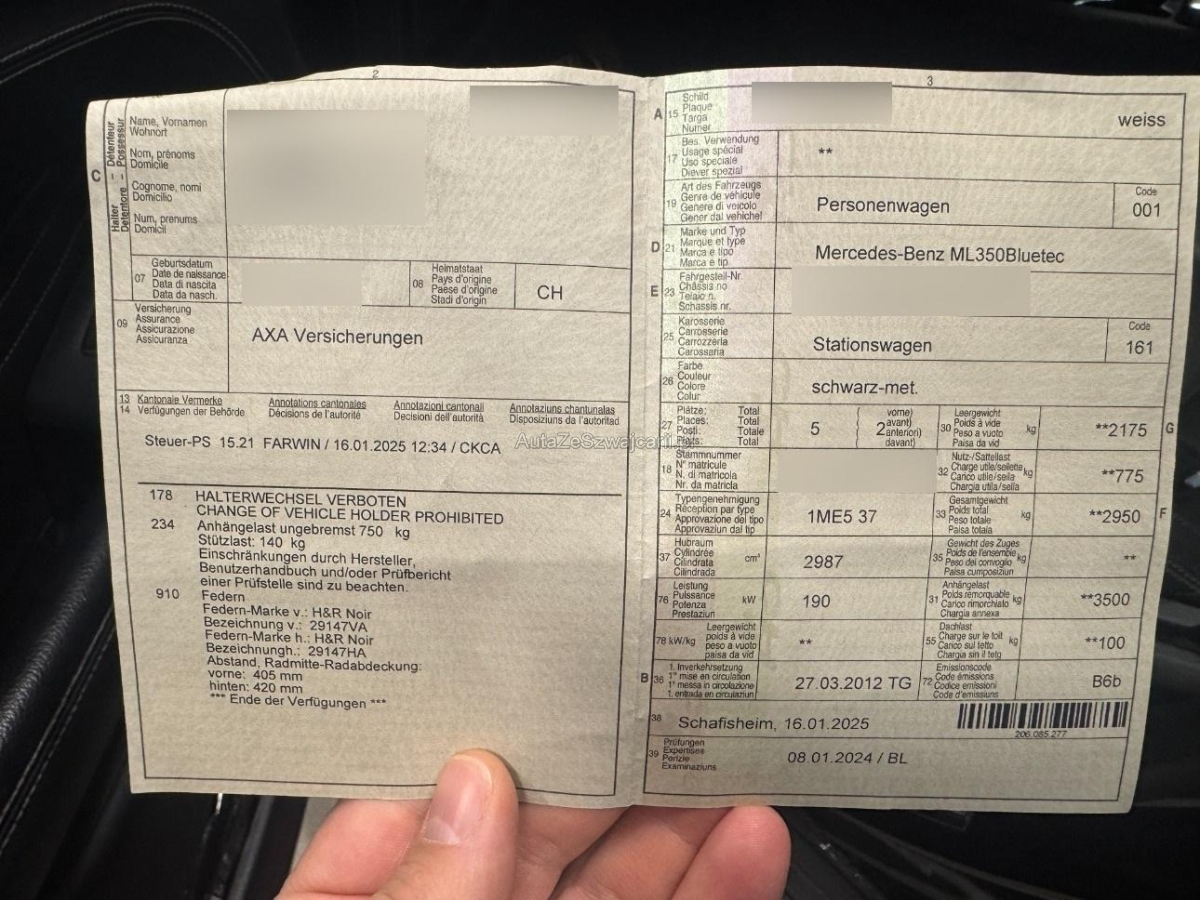 2
C
Halter - Détenteur
Detentore - Possessur
Name, Vornamen
Wohnort
Nom, prénoms
Domicile
Cognome, nomi
Domicilio
Num, prenums
Domicil
07
Geburtsdatum
Date de naissance
Data di nascita
Data da nasch.
08
Heimatstaat
Pays d'origine
Paese d'origine
Stadi d'origin
CH
09
Versicherung
Assurance
Assicurazione
Assicuranza
AXA Versicherungen
13 Kantonale Vermerke Annotations cantonales Annotazioni cantonali Annotaziuns chantunalas
14 Verfügungen der Behörde Décisions de l'autorité Decisioni dell'autorità Disposiziuns da l'autoritad
Steuer-PS 15.21 FARWIN / 16.01.2025 12:34 / CKCA
178 HALTERWECHSEL VERBOTEN
CHANGE OF VEHICLE HOLDER PROHIBITED
234 Anhängelast ungebremst 750 kg
Stützlast: 140 kg
Einschränkungen durch Hersteller,
Benutzerhandbuch und/oder Prüfbericht
einer Prüfstelle sind zu beachten.
910 Federn
Federn-Marke v.: H&R Noir
Bezeichnung v.: 29147VA
Federn-Marke h.: H&R Noir
Bezeichnungh.: 29147HA
Abstand, Radmitte-Radabdeckung:
vorne: 405 mm
hinten: 420 mm
*** Ende der Verfügungen ***
3
A 15
Schild
Plaque
Targa
Numer
weiss
17
Bes. Verwendung
Usage spécial
Uso speciale
Diever spezial
**
19
Art des Fahrzeugs
Genre de véhicule
Genere di veicolo
Gener dal vehichel
Personenwagen
Code
001
D 21
Marke und Typ
Marque et type
Marca e tipo
Marca e tip
Mercedes-Benz ML350Bluetec
E 23
Fahrgestell-Nr.
Châssis no
Telaio n.
Schassis nr.
25
Karosserie
Carrosserie
Carrozzeria
Carossaria
Stationswagen
Code
161
26
Farbe
Couleur
Colore
Colur
schwarz-met.
27
Plätze: Total
Places: Total
Posti: Totale
Plazs: Total
5
2
vorne)
avant)
anteriori)
davant)
30
Leergewicht
Poids à vide
Peso a vuoto
Paisa da vid
kg
**2175
G
18
Stammnummer
N° matricule
N. di matricola
Nr. da matricla
32
Nutz-/Sattellast
Charge utile/sellette
Carico utile/sella
Chargia utila/sella
kg
**775
24
Typengenehmigung
Réception par type
Approvazione del tipo
Approvaziun dal tip
1ME5 37
33
Gesamtgewicht
Poids total
Peso totale
Paisa totala
kg
**2950
F
37
Hubraum
Cylindrée
Cilindrata
Cilindrada
cm³
2987
35
Gewicht des Zuges
Poids de l'ensemble
Peso del convoglio
Paisa cumposiziun
kg
**
76
Leistung
Puissance
Potenza
Prestaziun
kW
190
31
Anhängelast
Poids remorquable
Carico rimorchiato
Chargia annexa
kg
**3500
78 kW/kg
Leergewicht
poids à vide
peso a vuoto
paisa da vid
**
55
Dachlast
Charge sur le toit
Carico sul tetto
Chargia sin il tetg
kg
**100
B 36
1. Inverkehrsetzung
1re mise en circulation
1a messa in circolazione
1. entrada en circulaziun
27.03.2012 TG
72
Emissionscode
Code émissions
Codice emissioni
Code d'emissiuns
B6b
38
Schafisheim, 16.01.2025
206.085.277
39
Prüfungen
Expertises
Perizie
Examinaziuns
08.01.2024 / BL